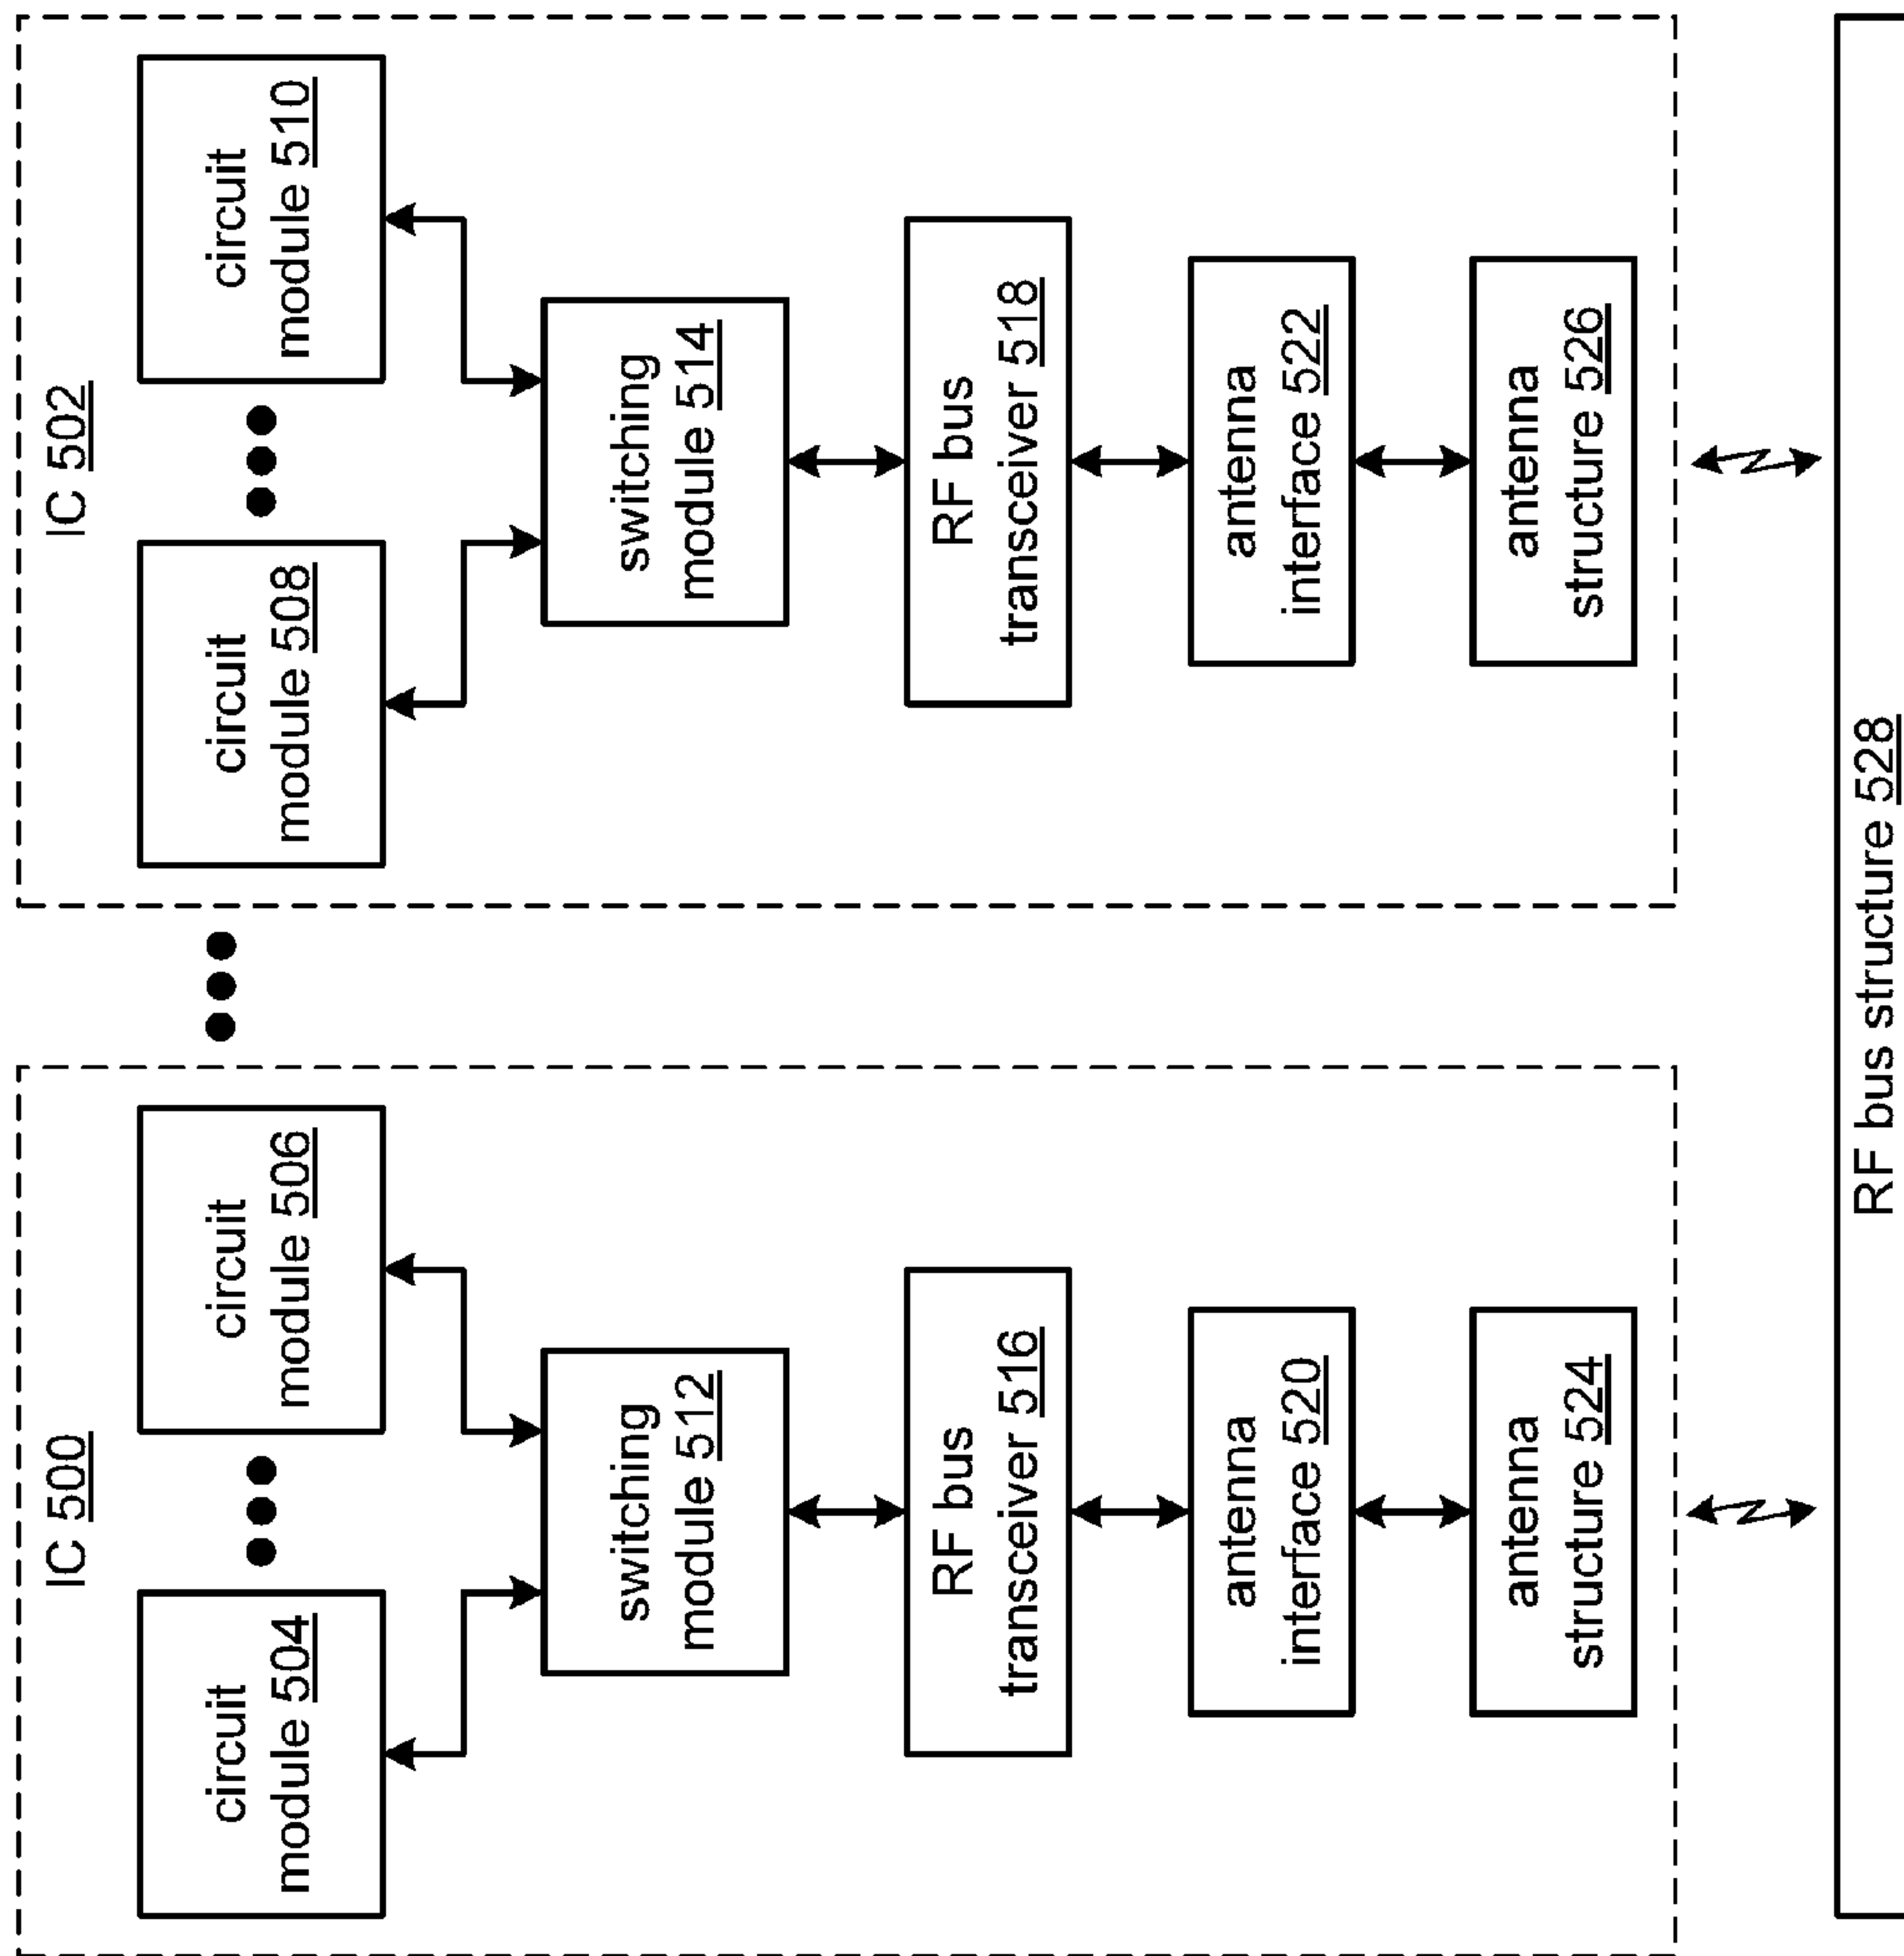 IC 500
circuit
module 504
circuit
module 506
switching
module 512
RF bus
transceiver 516
antenna
interface 520
antenna
structure 524
IC 502
circuit
module 508
circuit
module 510
switching
module 514
RF bus
transceiver 518
antenna
interface 522
antenna
structure 526
RF bus structure 528